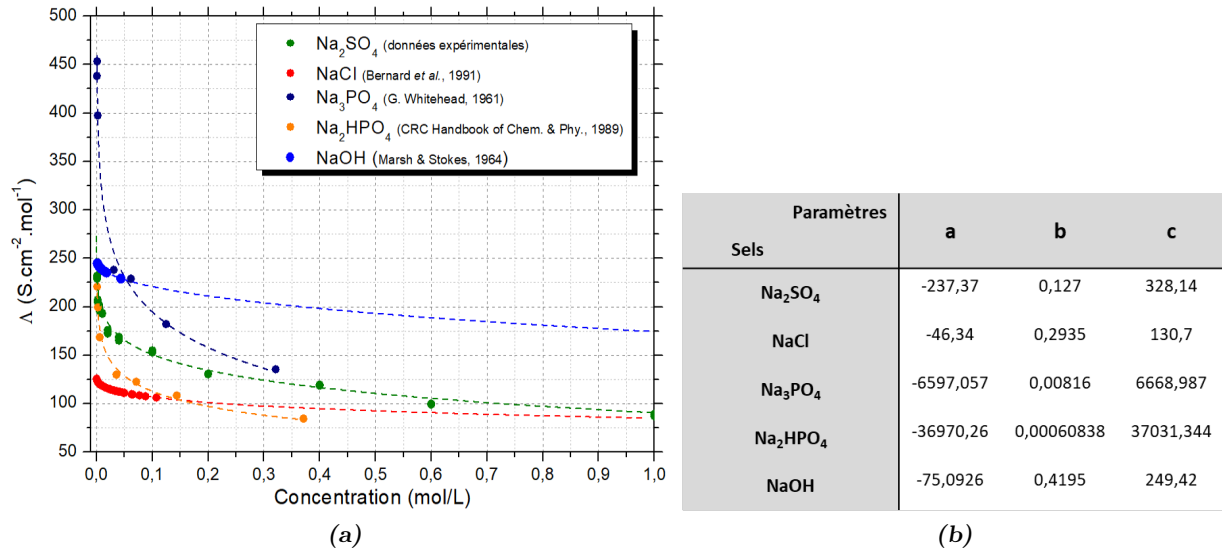 500
450
400
350
300
250
200
150
100
50
Λ (S.cm⁻².mol⁻¹)
Na₂SO₄ (données expérimentales)
NaCl (Bernard et al., 1991)
Na₃PO₄ (G. Whitehead, 1961)
Na₂HPO₄ (CRC Handbook of Chem. & Phy., 1989)
NaOH (Marsh & Stokes, 1964)
0,0 0,1 0,2 0,3 0,4 0,5 0,6 0,7 0,8 0,9 1,0
Concentration (mol/L)
(a)
Paramètres
Sels
a b c
Na₂SO₄ -237,37 0,127 328,14
NaCl -46,34 0,2935 130,7
Na₃PO₄ -6597,057 0,00816 6668,987
Na₂HPO₄ -36970,26 0,00060838 37031,344
NaOH -75,0926 0,4195 249,42
(b)